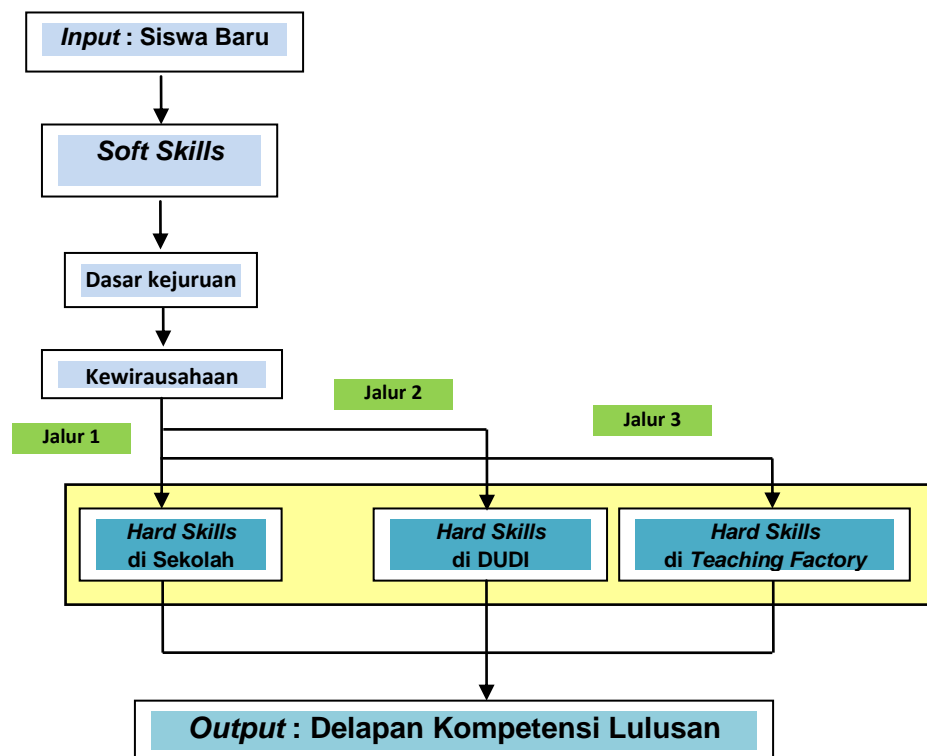 Input : Siswa Baru
Soft Skills
Dasar kejuruan
Kewirausahaan
Jalur 2
Jalur 1
Jalur 3
Hard Skills
di Sekolah
Hard Skills
di DUDI
Hard Skills
di Teaching Factory
Output : Delapan Kompetensi Lulusan